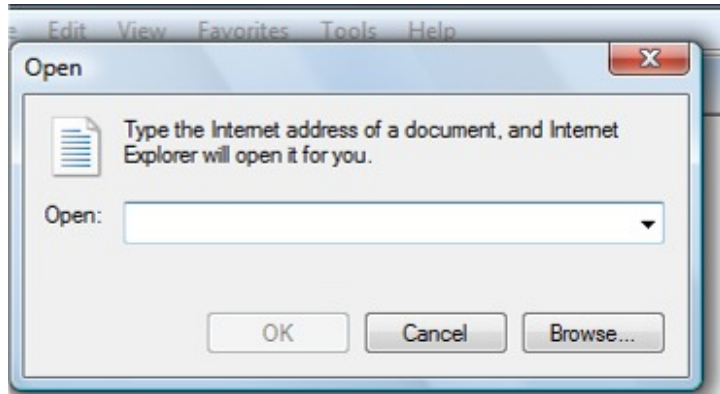 Edit View Favorites Tools Help
Open
Type the Internet address of a document, and Internet
Explorer will open it for you.
Open:
OK Cancel Browse...